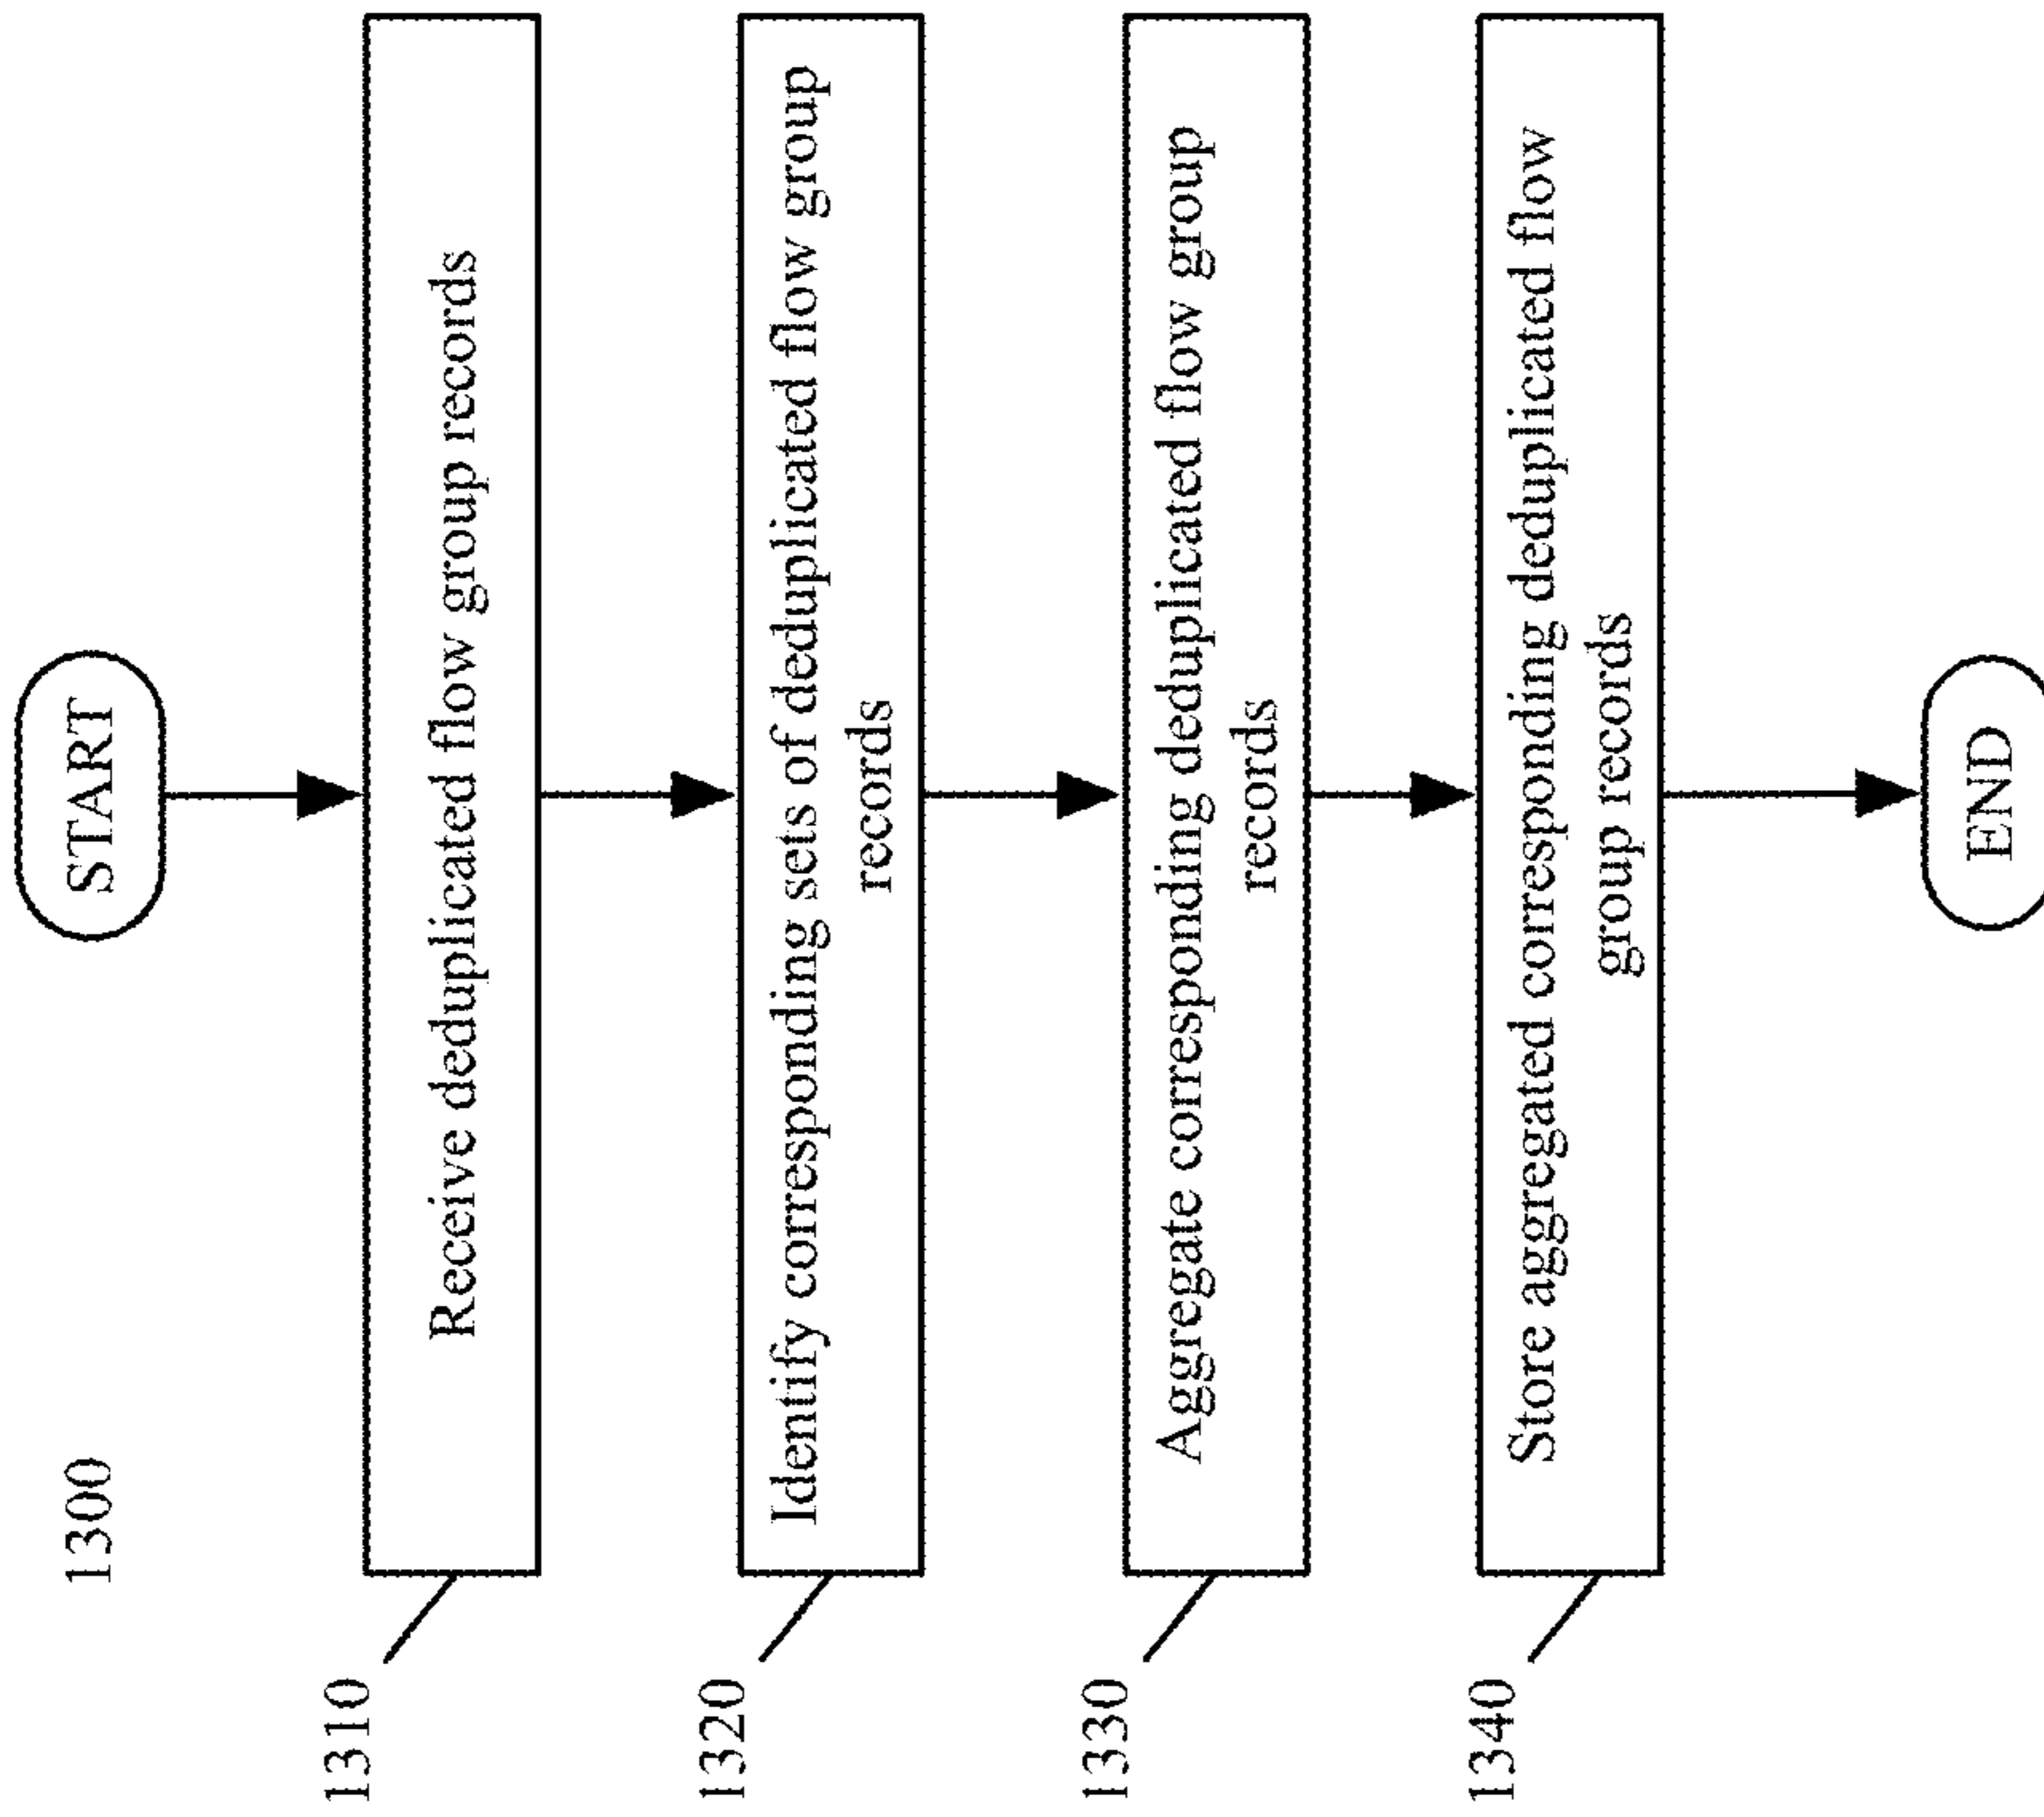 1300
START
1310
Receive deduplicated flow group records
1320
Identify corresponding sets of deduplicated flow group
records
1330
Aggregate corresponding deduplicated flow group
records
1340
Store aggregated corresponding deduplicated flow
group records
END